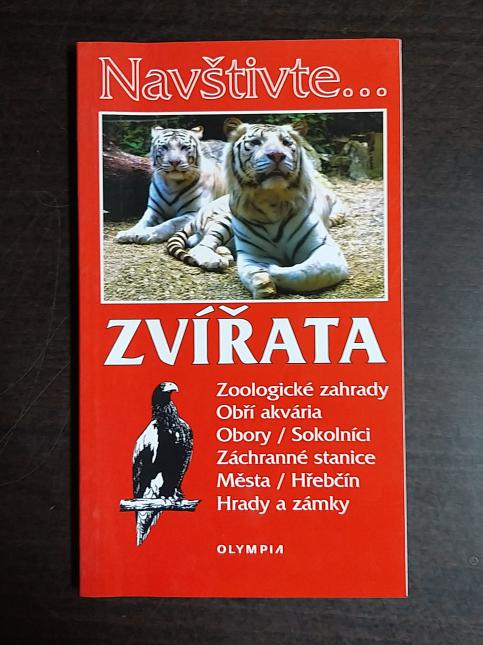 Navštivte...
ZVÍŘATA
Zoologické zahrady
Obří akvária
Obory / Sokolníci
Záchranné stanice
Města / Hřebčín
Hrady a zámky
OLYMPIA